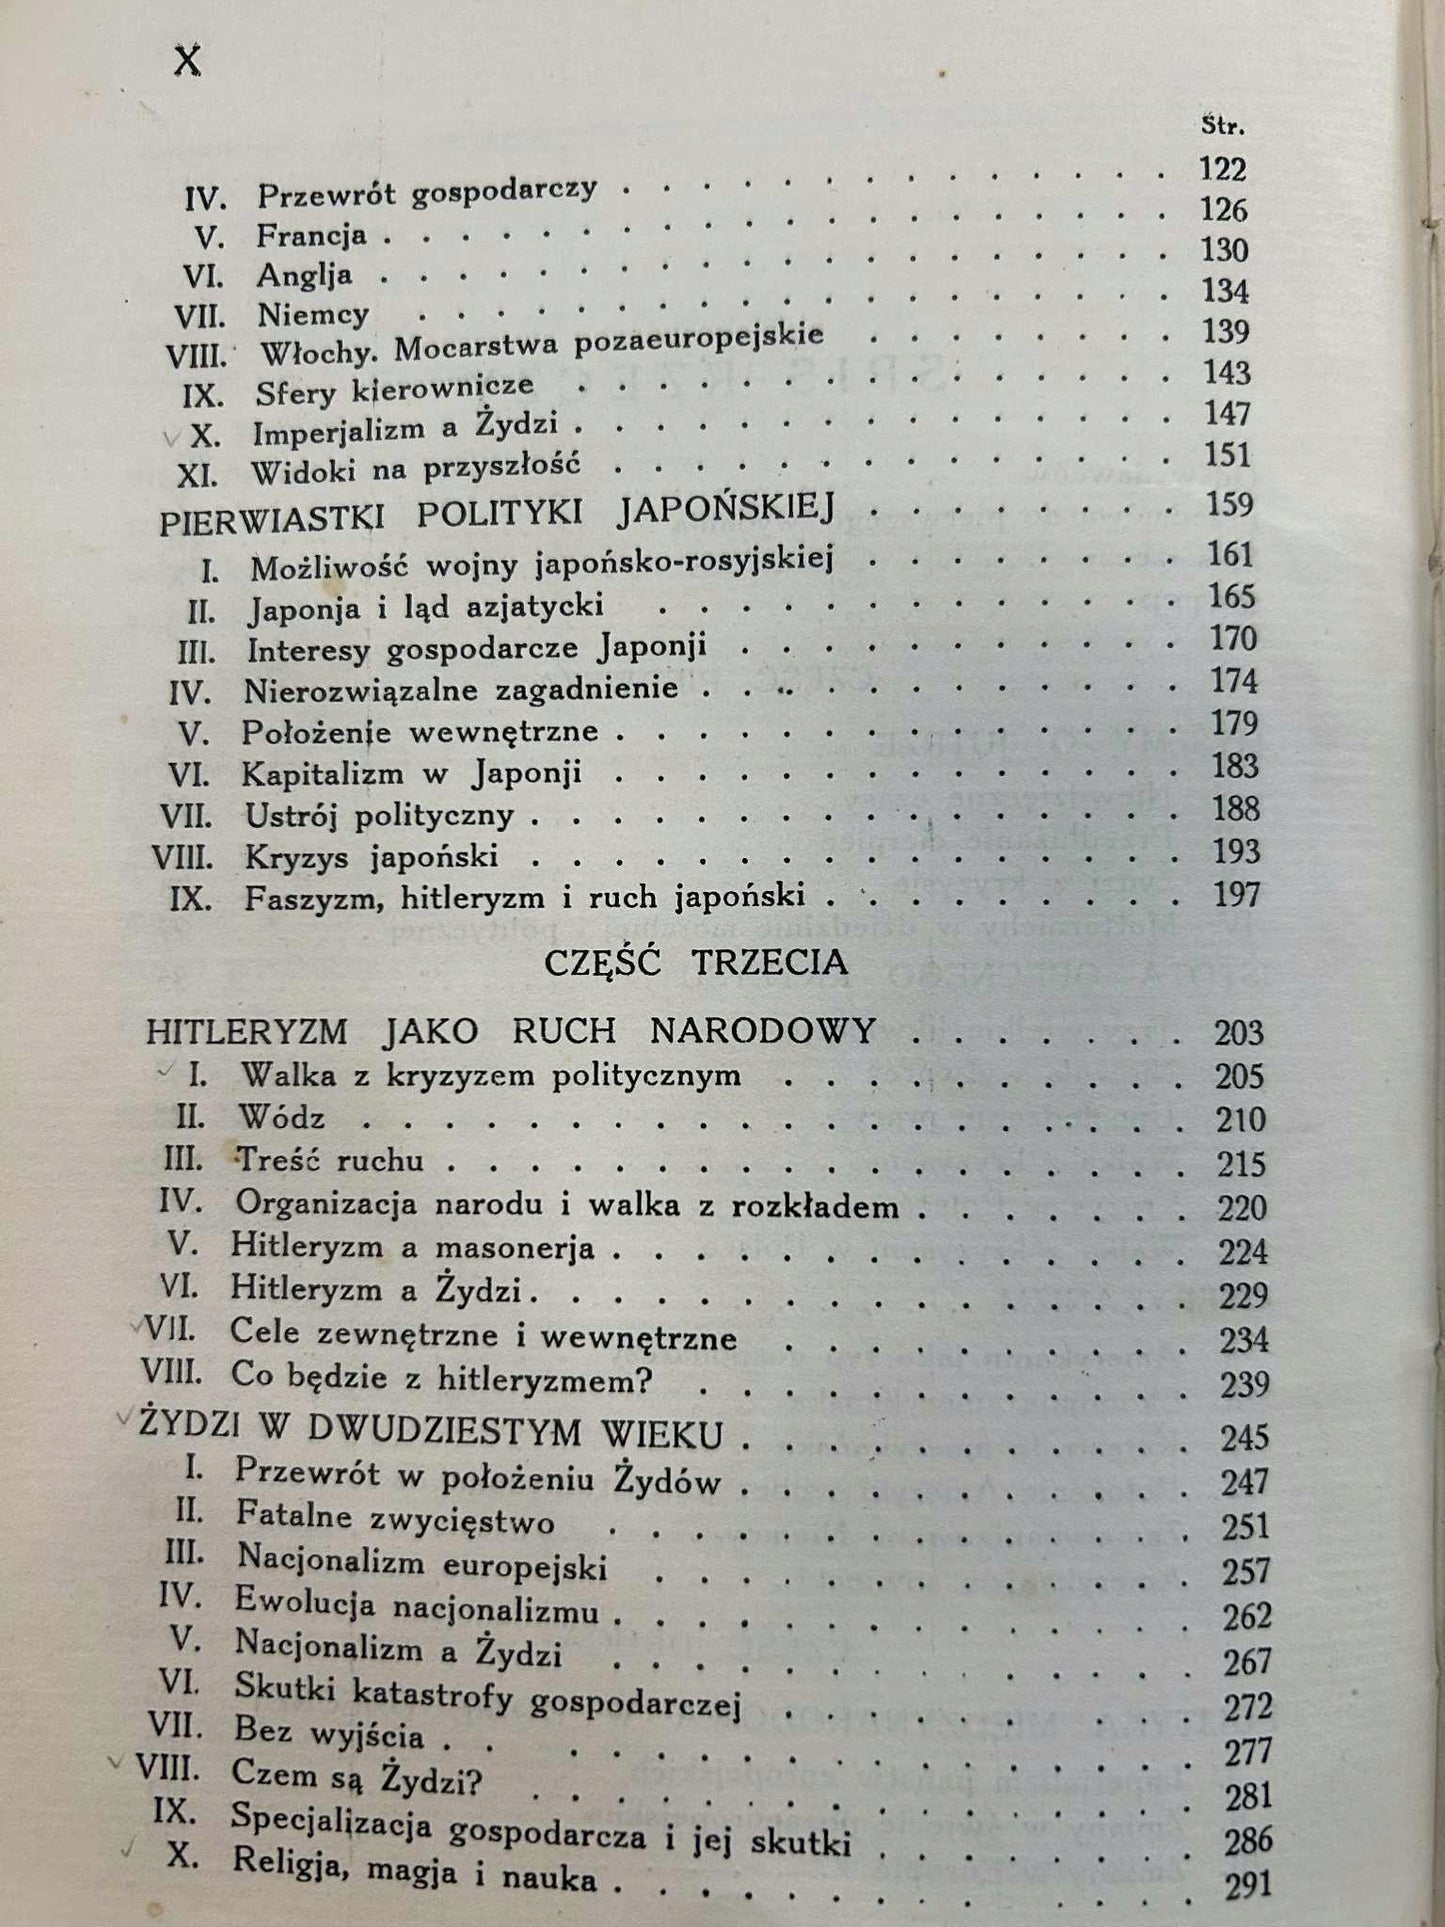 X
Str.
IV. Przewrót gospodarczy . . . . . . . . . . . . . . 122
V. Francja . . . . . . . . . . . . . . . . . . . . 126
VI. Anglja . . . . . . . . . . . . . . . . . . . . 130
VII. Niemcy . . . . . . . . . . . . . . . . . . . 134
VIII. Włochy. Mocarstwa pozaeuropejskie . . . . . . . . 139
IX. Sfery kierownicze . . . . . . . . . . . . . . . 143
X. Imperjalizm a Żydzi . . . . . . . . . . . . . . . 147
XI. Widoki na przyszłość . . . . . . . . . . . . . . 151
PIERWIASTKI POLITYKI JAPOŃSKIEJ . . . . . . . . 159
I. Możliwość wojny japońsko-rosyjskiej . . . . . . . . 161
II. Japonja i ląd azjatycki . . . . . . . . . . . . . 165
III. Interesy gospodarcze Japonji . . . . . . . . . . . 170
IV. Nierozwiązalne zagadnienie . . . . . . . . . . . . 174
V. Położenie wewnętrzne . . . . . . . . . . . . . . 179
VI. Kapitalizm w Japonji . . . . . . . . . . . . . . 183
VII. Ustrój polityczny . . . . . . . . . . . . . . . . 188
VIII. Kryzys japoński . . . . . . . . . . . . . . . . 193
IX. Faszyzm, hitleryzm i ruch japoński . . . . . . . . . 197
CZĘŚĆ TRZECIA
HITLERYZM JAKO RUCH NARODOWY . . . . . . . 203
I. Walka z kryzyzem politycznym . . . . . . . . . . 205
II. Wódz . . . . . . . . . . . . . . . . . . . . 210
III. Treść ruchu . . . . . . . . . . . . . . . . . . 215
IV. Organizacja narodu i walka z rozkładem . . . . . . . 220
V. Hitleryzm a masonerja . . . . . . . . . . . . . . 224
VI. Hitleryzm a Żydzi . . . . . . . . . . . . . . . . 229
VII. Cele zewnętrzne i wewnętrzne . . . . . . . . . . 234
VIII. Co będzie z hitleryzmem? . . . . . . . . . . . . 239
ŻYDZI W DWUDZIESTYM WIEKU . . . . . . . . . . . 245
I. Przewrót w położeniu Żydów . . . . . . . . . . . 247
II. Fatalne zwycięstwo . . . . . . . . . . . . . . 251
III. Nacjonalizm europejski . . . . . . . . . . . . . 257
IV. Ewolucja nacjonalizmu . . . . . . . . . . . . . . 262
V. Nacjonalizm a Żydzi . . . . . . . . . . . . . . 267
VI. Skutki katastrofy gospodarczej . . . . . . . . . . 272
VII. Bez wyjścia . . . . . . . . . . . . . . . . . 277
VIII. Czem są Żydzi? . . . . . . . . . . . . . . . . 281
IX. Specjalizacja gospodarcza i jej skutki . . . . . . . . 286
X. Religja, magja i nauka . . . . . . . . . . . . . . 291